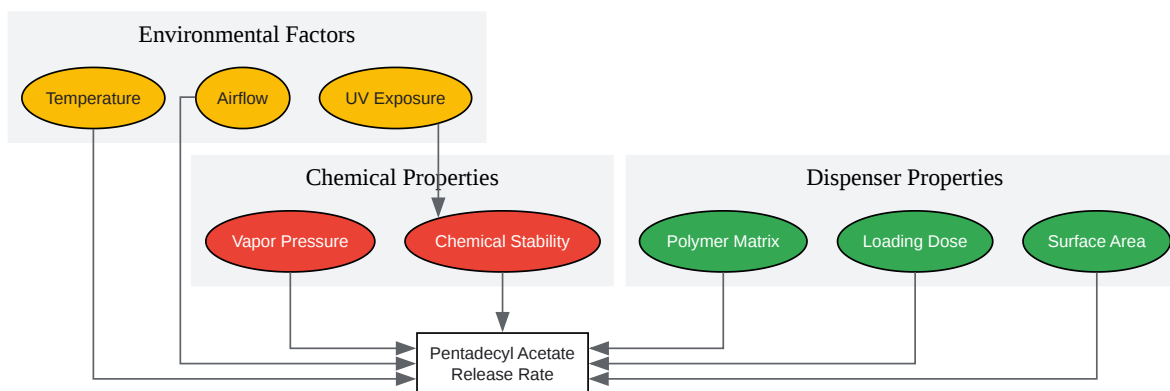 Environmental Factors
Temperature
Airflow
UV Exposure
Chemical Properties
Dispenser Properties
Vapor Pressure
Chemical Stability
Polymer Matrix
Loading Dose
Surface Area
Pentadecyl Acetate
Release Rate